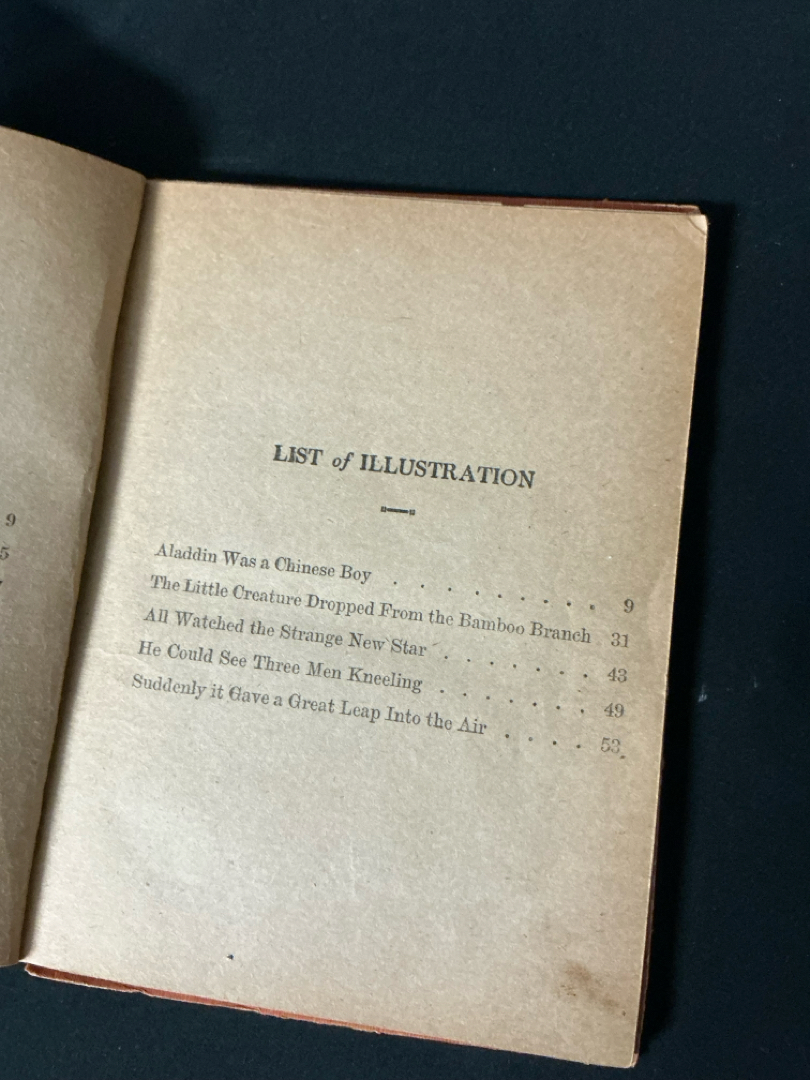 9
5
LIST of ILLUSTRATION
Aladdin Was a Chinese Boy . . . . . . . . . 9
The Little Creature Dropped From the Bamboo Branch 31
All Watched the Strange New Star . . . . . . . 43
He Could See Three Men Kneeling . . . . . . . 49
Suddenly it Gave a Great Leap Into the Air . . . . 53